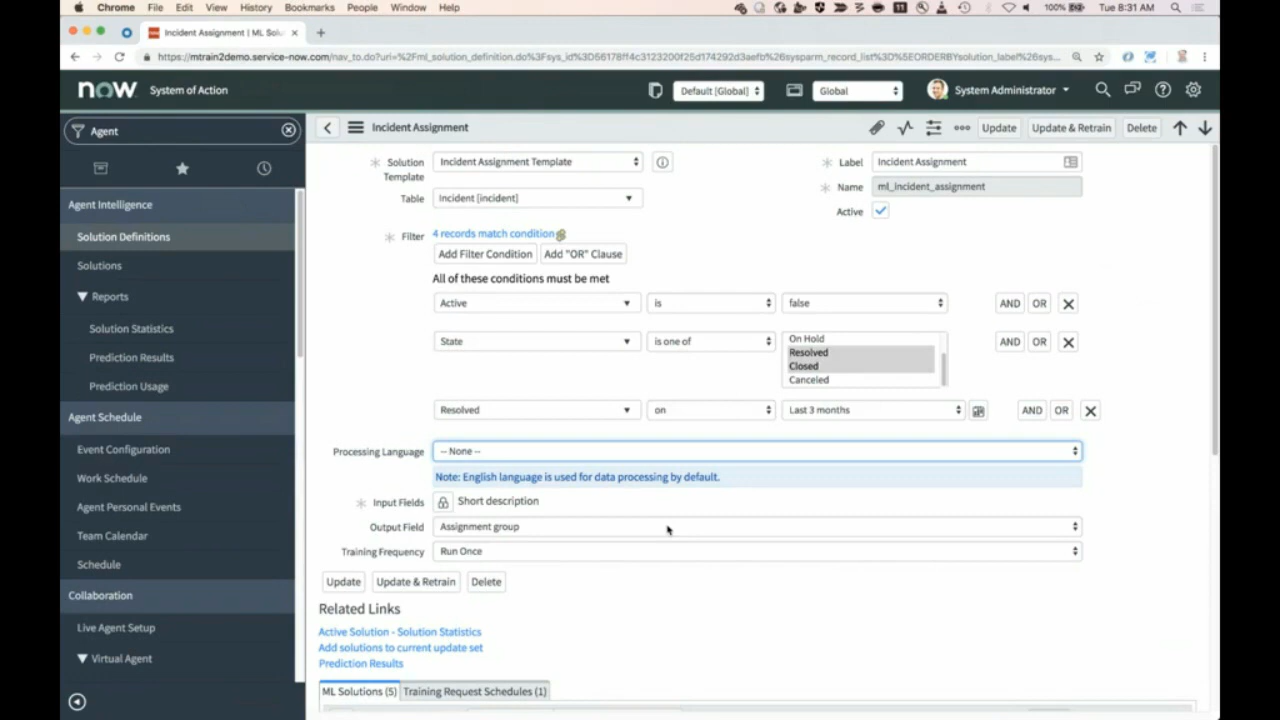 Chrome File Edit View History Bookmarks People Window Help 100% Tue 8:31 AM
Incident Assignment | ML Solu
https://mtrain2demo.service-now.com/nav_to.do?uri=%2Fml_solution_definition.do%3Fsys_id%3D56178ff4c3123200f25d174292d3aefb%26sysparm_record_list%3D%5EORDERBYsolution_label%26sys...
now System of Action Default [Global] Global System Administrator
Agent
Incident Assignment Update Update & Retrain Delete
Agent Intelligence
Solution Definitions
Solutions
Reports
Solution Statistics
Prediction Results
Prediction Usage
Agent Schedule
Event Configuration
Work Schedule
Agent Personal Events
Team Calendar
Schedule
Collaboration
Live Agent Setup
Virtual Agent
Solution Template Incident Assignment Template
Label Incident Assignment
Name ml_incident_assignment
Table Incident [incident]
Active
Filter 4 records match condition
Add Filter Condition Add "OR" Clause
All of these conditions must be met
Active is false AND OR
State is one of On Hold AND OR
Resolved
Closed
Canceled
Resolved on Last 3 months AND OR
Processing Language -- None --
Note: English language is used for data processing by default.
Input Fields Short description
Output Field Assignment group
Training Frequency Run Once
Update Update & Retrain Delete
Related Links
Active Solution - Solution Statistics
Add solutions to current update set
Prediction Results
ML Solutions (5) Training Request Schedules (1)